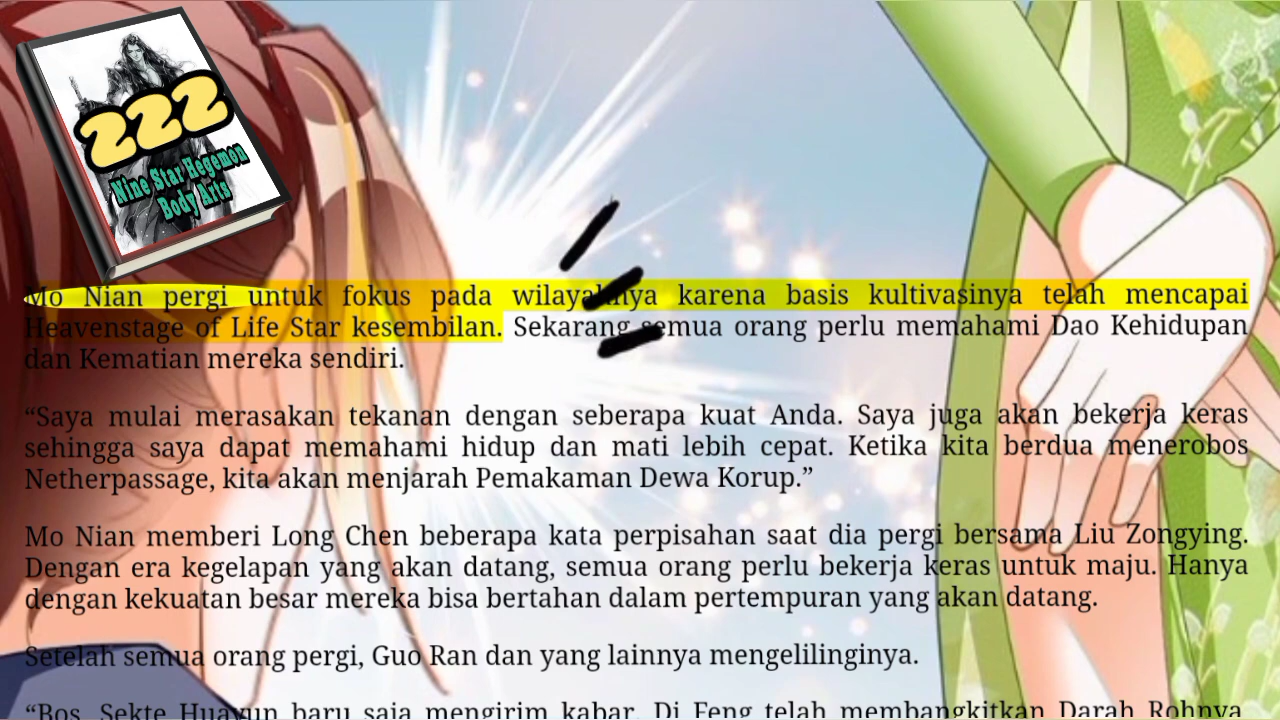 222
Nine Star Hegemon
Body Arts
Mo Nian pergi untuk fokus pada wilayahnya karena basis kultivasinya telah mencapai
Heavenstage of Life Star kesembilan. Sekarang semua orang perlu memahami Dao Kehidupan
dan Kematian mereka sendiri.
“Saya mulai merasakan tekanan dengan seberapa kuat Anda. Saya juga akan bekerja keras
sehingga saya dapat memahami hidup dan mati lebih cepat. Ketika kita berdua menerobos
Netherpassage, kita akan menjarah Pemakaman Dewa Korup.”
Mo Nian memberi Long Chen beberapa kata perpisahan saat dia pergi bersama Liu Zongying.
Dengan era kegelapan yang akan datang, semua orang perlu bekerja keras untuk maju. Hanya
dengan kekuatan besar mereka bisa bertahan dalam pertempuran yang akan datang.
Setelah semua orang pergi, Guo Ran dan yang lainnya mengelilinginya.
“Bos, Sekte Huayun baru saja mengirim kabar. Di Feng telah membangkitkan Darah Rohnya,